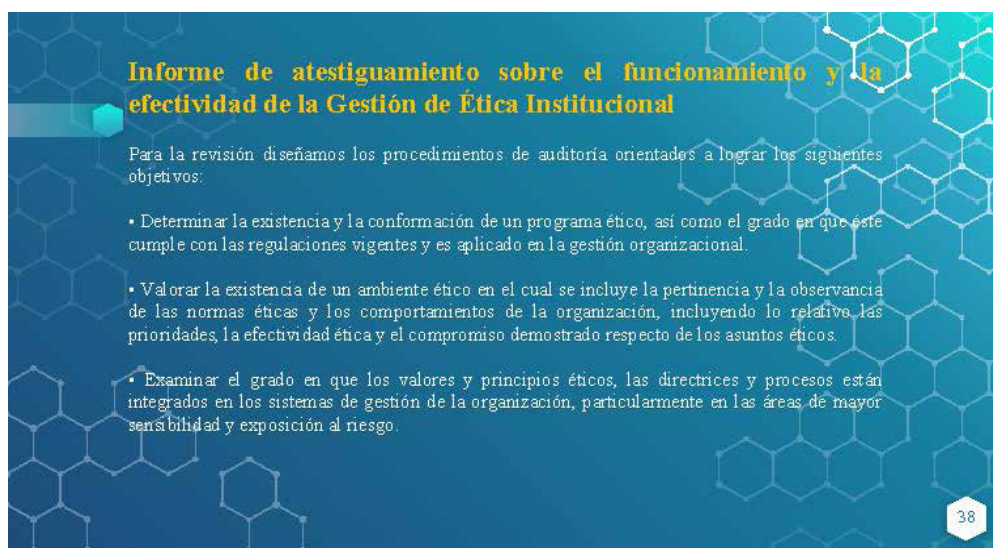 Informe de atestiguamiento sobre el funcionamiento y la
efectividad de la Gestión de Ética Institucional
Para la revisión diseñamos los procedimientos de auditoría orientados a lograr los siguientes
objetivos:
▪ Determinar la existencia y la conformación de un programa ético, así como el grado en que éste
cumple con las regulaciones vigentes y es aplicado en la gestión organizacional.
▪ Valorar la existencia de un ambiente ético en el cual se incluye la pertinencia y la observancia
de las normas éticas y los comportamientos de la organización, incluyendo lo relativo las
prioridades, la efectividad ética y el compromiso demostrado respecto de los asuntos éticos.
▪ Examinar el grado en que los valores y principios éticos, las directrices y procesos están
integrados en los sistemas de gestión de la organización, particularmente en las áreas de mayor
sensibilidad y exposición al riesgo.
38